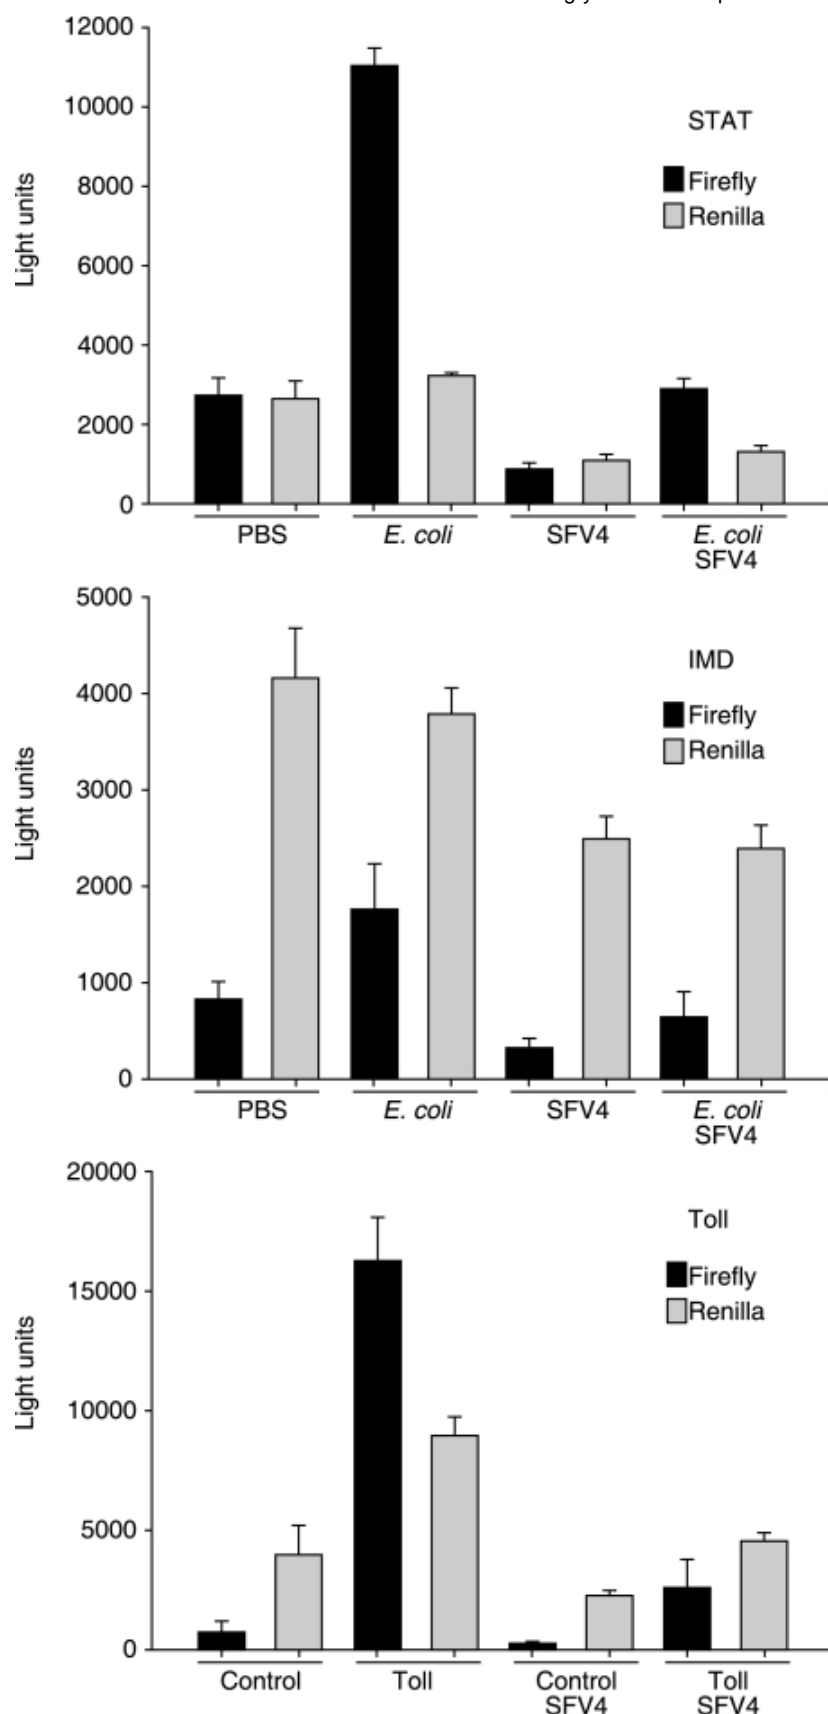 12000
10000
8000
6000
4000
2000
0
Light units
STAT
Firefly
Renilla
PBS
E. coli
SFV4
E. coli
SFV4
5000
4000
3000
2000
1000
0
Light units
IMD
Firefly
Renilla
PBS
E. coli
SFV4
E. coli
SFV4
20000
15000
10000
5000
0
Light units
Toll
Firefly
Renilla
Control
Toll
Control
SFV4
Toll
SFV4